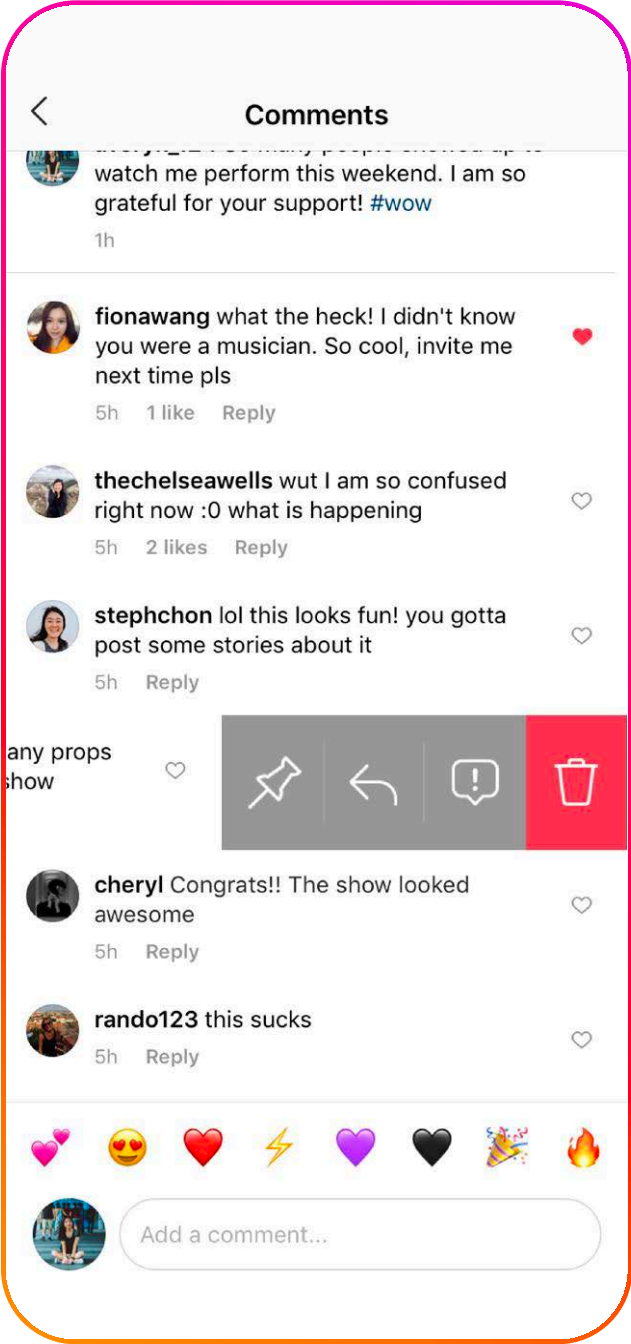 Comments
watch me perform this weekend. I am so
grateful for your support! #wow
1h
fionawang what the heck! I didn't know
you were a musician. So cool, invite me
next time pls
5h 1 like Reply
thechelseawells wut I am so confused
right now :0 what is happening
5h 2 likes Reply
stephchon lol this looks fun! you gotta
post some stories about it
5h Reply
any props
show
cheryl Congrats!! The show looked
awesome
5h Reply
rando123 this sucks
5h Reply
Add a comment...